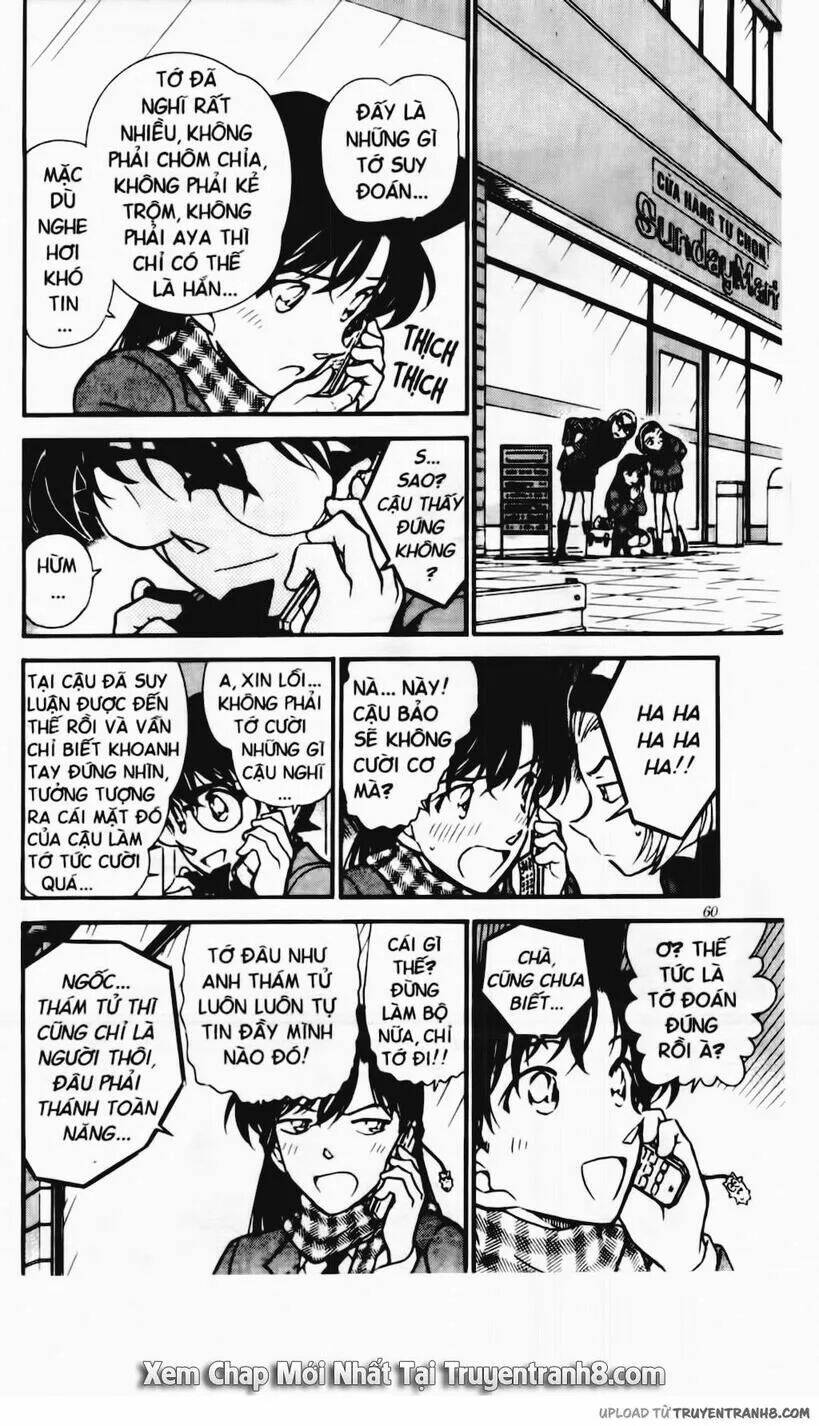 CỬA HÀNG TỰ CHỌN
SundayMart
ĐẤY LÀ
NHỮNG GÌ
TỚ SUY
ĐOÁN...
TỚ ĐÃ
NGHĨ RẤT
NHIỀU, KHÔNG
PHẢI CHÔM CHỈA,
KHÔNG PHẢI KẺ
TRỘM, KHÔNG
PHẢI AYA THÌ
CHỈ CÓ THỂ
LÀ HẮN...
MẶC
DÙ
NGHE
HƠI
KHÓ
TIN
...
THỊCH
THỊCH
S...
SAO?
CẬU THẤY
ĐÚNG
KHÔNG
?
HỪM
...
HA HA
HA HA
HA!!
NÀ... NÀY!
CẬU BẢO
SẼ KHÔNG
CƯỜI CƠ
MÀ?
A, XIN LỖI...
KHÔNG PHẢI
TỚ CƯỜI
NHỮNG GÌ
CẬU NGHĨ
...
TẠI CẬU ĐÃ SUY
LUẬN ĐƯỢC ĐẾN
THẾ RỒI VÀ VẪN
CHỈ BIẾT KHOANH
TAY ĐỨNG NHÌN,
TƯỞNG TƯỢNG
RA CÁI MẶT ĐÓ
CỦA CẬU LÀM
TỚ TỨC CƯỜI
QUÁ...
60
Ơ? THẾ
TỨC LÀ
TỚ ĐOÁN
ĐÚNG
RỒI À?
CHÀ,
CŨNG CHƯA
BIẾT...
CÁI GÌ
THẾ?
ĐỪNG
LÀM BỘ
NỮA, CHỈ
TỚ ĐI!!
TỚ ĐÂU NHƯ
ANH THÁM TỬ
LUÔN LUÔN TỰ
TIN ĐẦY MÌNH
NÀO ĐÓ!
NGỐC...
THÁM TỬ THÌ
CŨNG CHỈ LÀ
NGƯỜI THÔI,
ĐÂU PHẢI
THÁNH TOÀN
NĂNG...
Xem Chap Mới Nhất Tại Truyentranh8.com
UPLOAD TỪ TRUYENTRANH8.COM